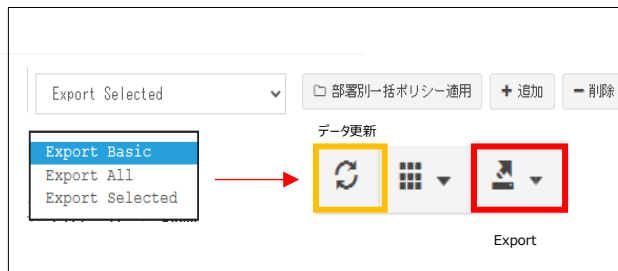 Export Selected
部署別一括ポリシー適用
追加
削除
データ更新
Export Basic
Export All
Export Selected
Export